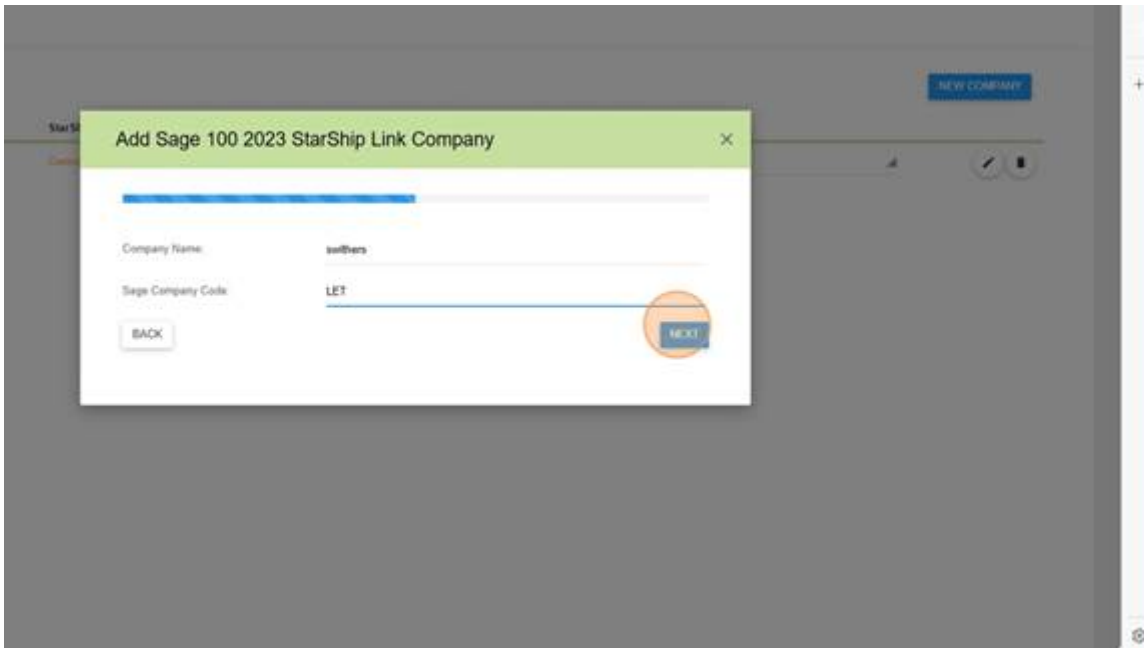 NEW COMPANY
Add Sage 100 2023 StarShip Link Company
Company Name:
swithers
Sage Company Code:
LET
BACK
NEXT